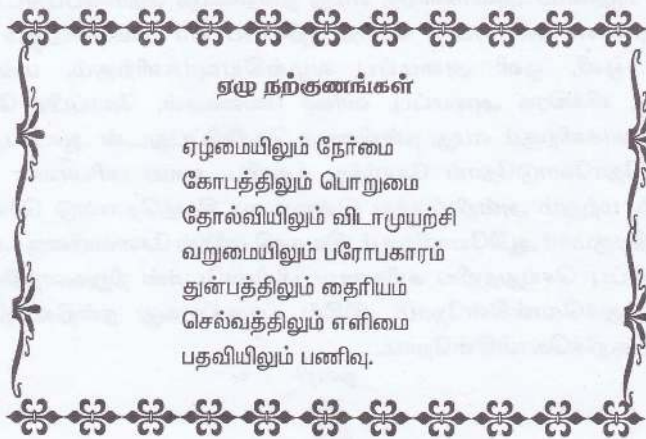 ஏழு நற்குணங்கள்
ஏழ்மையிலும் நேர்மை
கோபத்திலும் பொறுமை
தோல்வியிலும் விடாமுயற்சி
வறுமையிலும் பரோபகாரம்
துன்பத்திலும் தைரியம்
செல்வத்திலும் எளிமை
பதவியிலும் பணிவு.